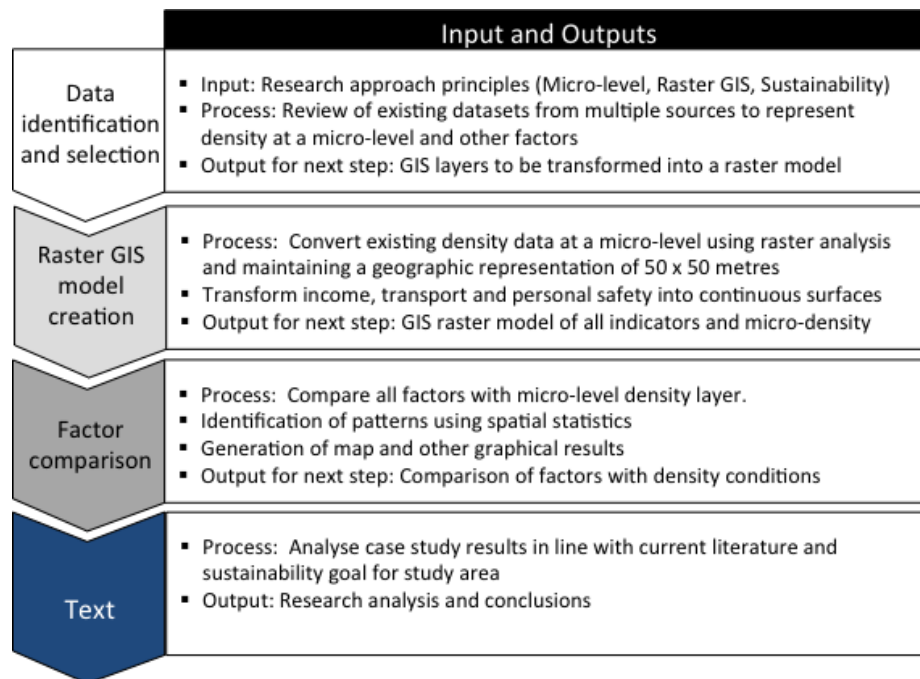 Input and Outputs
Data
identification
and selection
▪ Input: Research approach principles (Micro-level, Raster GIS, Sustainability)
▪ Process: Review of existing datasets from multiple sources to represent
density at a micro-level and other factors
▪ Output for next step: GIS layers to be transformed into a raster model
Raster GIS
model
creation
▪ Process:  Convert existing density data at a micro-level using raster analysis
and maintaining a geographic representation of 50 x 50 metres
▪ Transform income, transport and personal safety into continuous surfaces
▪ Output for next step: GIS raster model of all indicators and micro-density
Factor
comparison
▪ Process:  Compare all factors with micro-level density layer.
▪ Identification of patterns using spatial statistics
▪ Generation of map and other graphical results
▪ Output for next step: Comparison of factors with density conditions
Text
▪ Process:  Analyse case study results in line with current literature and
sustainability goal for study area
▪ Output: Research analysis and conclusions